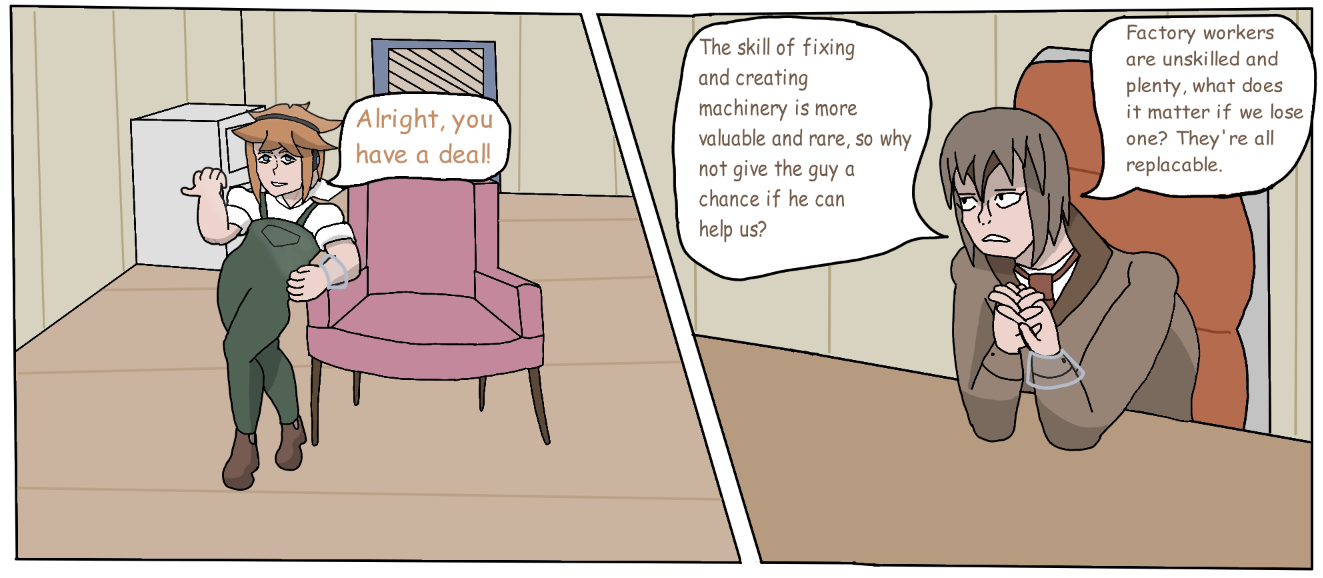 Alright, you
have a deal!
The skill of fixing
and creating
machinery is more
valuable and rare, so why
not give the guy a
chance if he can
help us?
Factory workers
are unskilled and
plenty, what does
it matter if we lose
one? They're all
replacable.